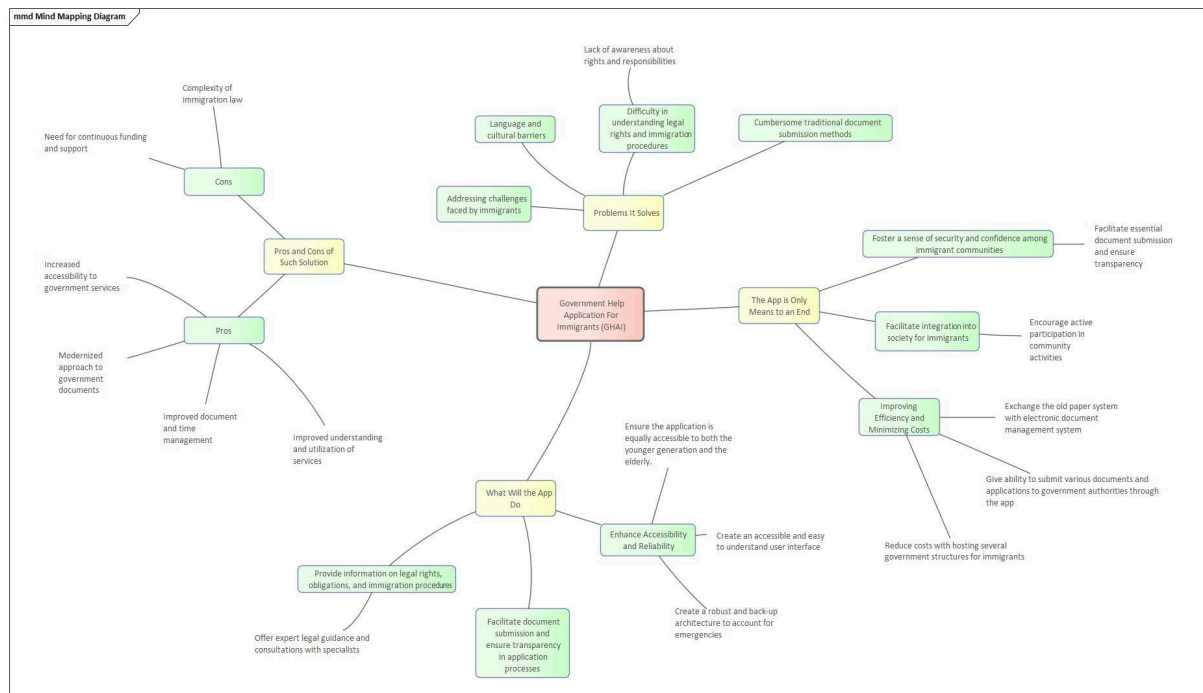 mmd Mind Mapping Diagram
Lack of awareness about
rights and responsibilities
Complexity of
immigration law
Need for continuous funding
and support
Cons
Language and
cultural barriers
Difficulty in
understanding legal
rights and immigration
procedures
Cumbersome traditional document
submission methods
Addressing challenges
faced by immigrants
Problems It Solves
Pros and Cons of
Such Solution
Increased
accessibility to
government services
Pros
Modernized
approach to
government
documents
Improved document
and time
management
Improved understanding
and utilization of
services
Government Help
Application For
Immigrants (GHAI)
Foster a sense of security and confidence among
immigrant communities
Facilitate essential
document submission
and ensure
transparency
The App is Only
Means to an End
Facilitate integration into
society for immigrants
Encourage active
participation in
community
activities
Improving
Efficiency and
Minimizing Costs
Exchange the old paper system
with electronic document
management system
Give ability to submit various documents and
applications to government authorities through
the app
Reduce costs with hosting several
government structures for immigrants
Ensure the application is
equally accessible to both the
younger generation and the
elderly.
What Will the App
Do
Enhance Accessibility
and Reliability
Create an accessible and easy
to understand user interface
Provide information on legal rights,
obligations, and immigration procedures
Offer expert legal guidance and
consultations with specialists
Facilitate document
submission and
ensure transparency
in application
processes
Create a robust and back-up
architecture to account for
emergencies